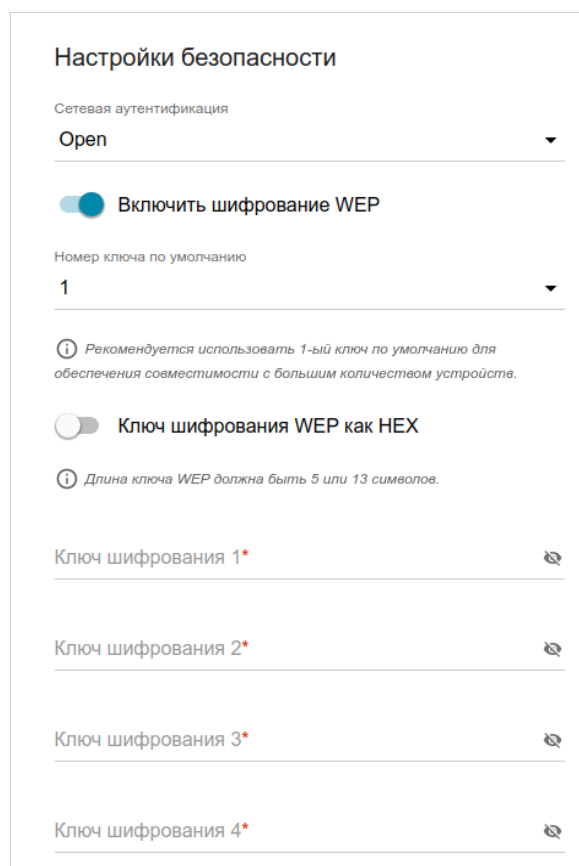 Настройки безопасности
Сетевая аутентификация
Open
Включить шифрование WEP
Номер ключа по умолчанию
1
Рекомендуется использовать 1-ый ключ по умолчанию для
обеспечения совместимости с большим количеством устройств.
Ключ шифрования WEP как HEX
Длина ключа WEP должна быть 5 или 13 символов.
Ключ шифрования 1*
Ключ шифрования 2*
Ключ шифрования 3*
Ключ шифрования 4*